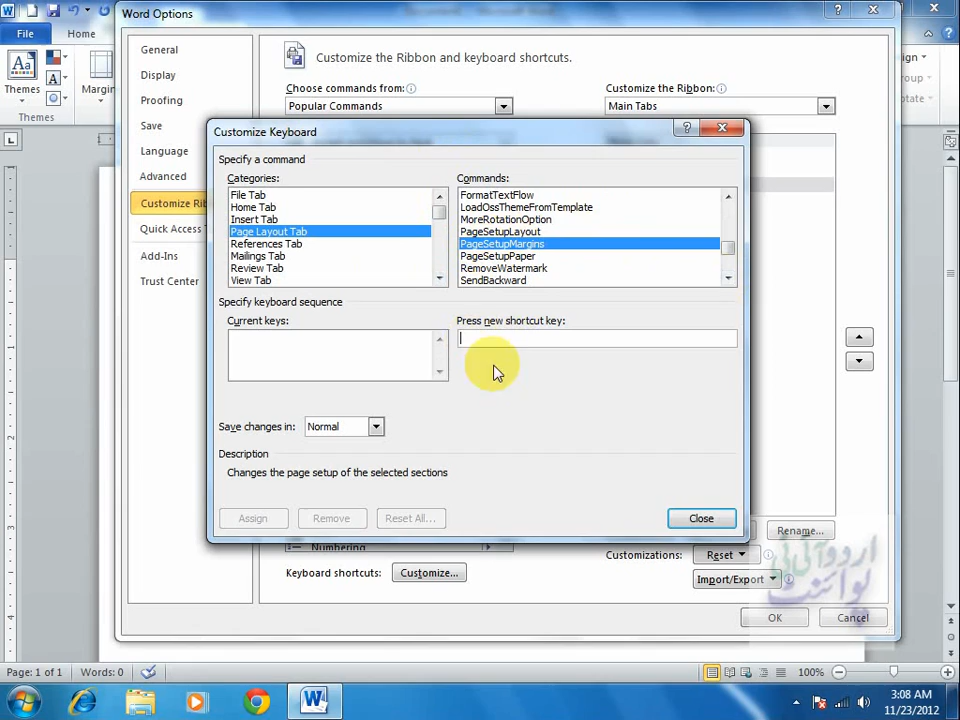 Word Options
File
Home
Themes
Margin
Themes
General
Display
Proofing
Save
Language
Advanced
Customize Rib
Quick Access
Add-Ins
Trust Center
Customize the Ribbon and keyboard shortcuts.
Choose commands from:
Popular Commands
Customize the Ribbon:
Main Tabs
Customize Keyboard
Specify a command
Categories:
File Tab
Home Tab
Insert Tab
Page Layout Tab
References Tab
Mailings Tab
Review Tab
View Tab
Commands:
FormatTextFlow
LoadOssThemeFromTemplate
MoreRotationOption
PageSetupLayout
PageSetupMargins
PageSetupPaper
RemoveWatermark
SendBackward
Specify keyboard sequence
Current keys:
Press new shortcut key:
Save changes in:
Normal
Description
Changes the page setup of the selected sections
Assign
Remove
Reset All...
Close
Numbering
Rename...
Customizations:
Reset
Import/Export
Keyboard shortcuts:
Customize...
OK
Cancel
اردو آئی ٹی
پوائنٹ
Page: 1 of 1
Words: 0
100%
3:08 AM
11/23/2012